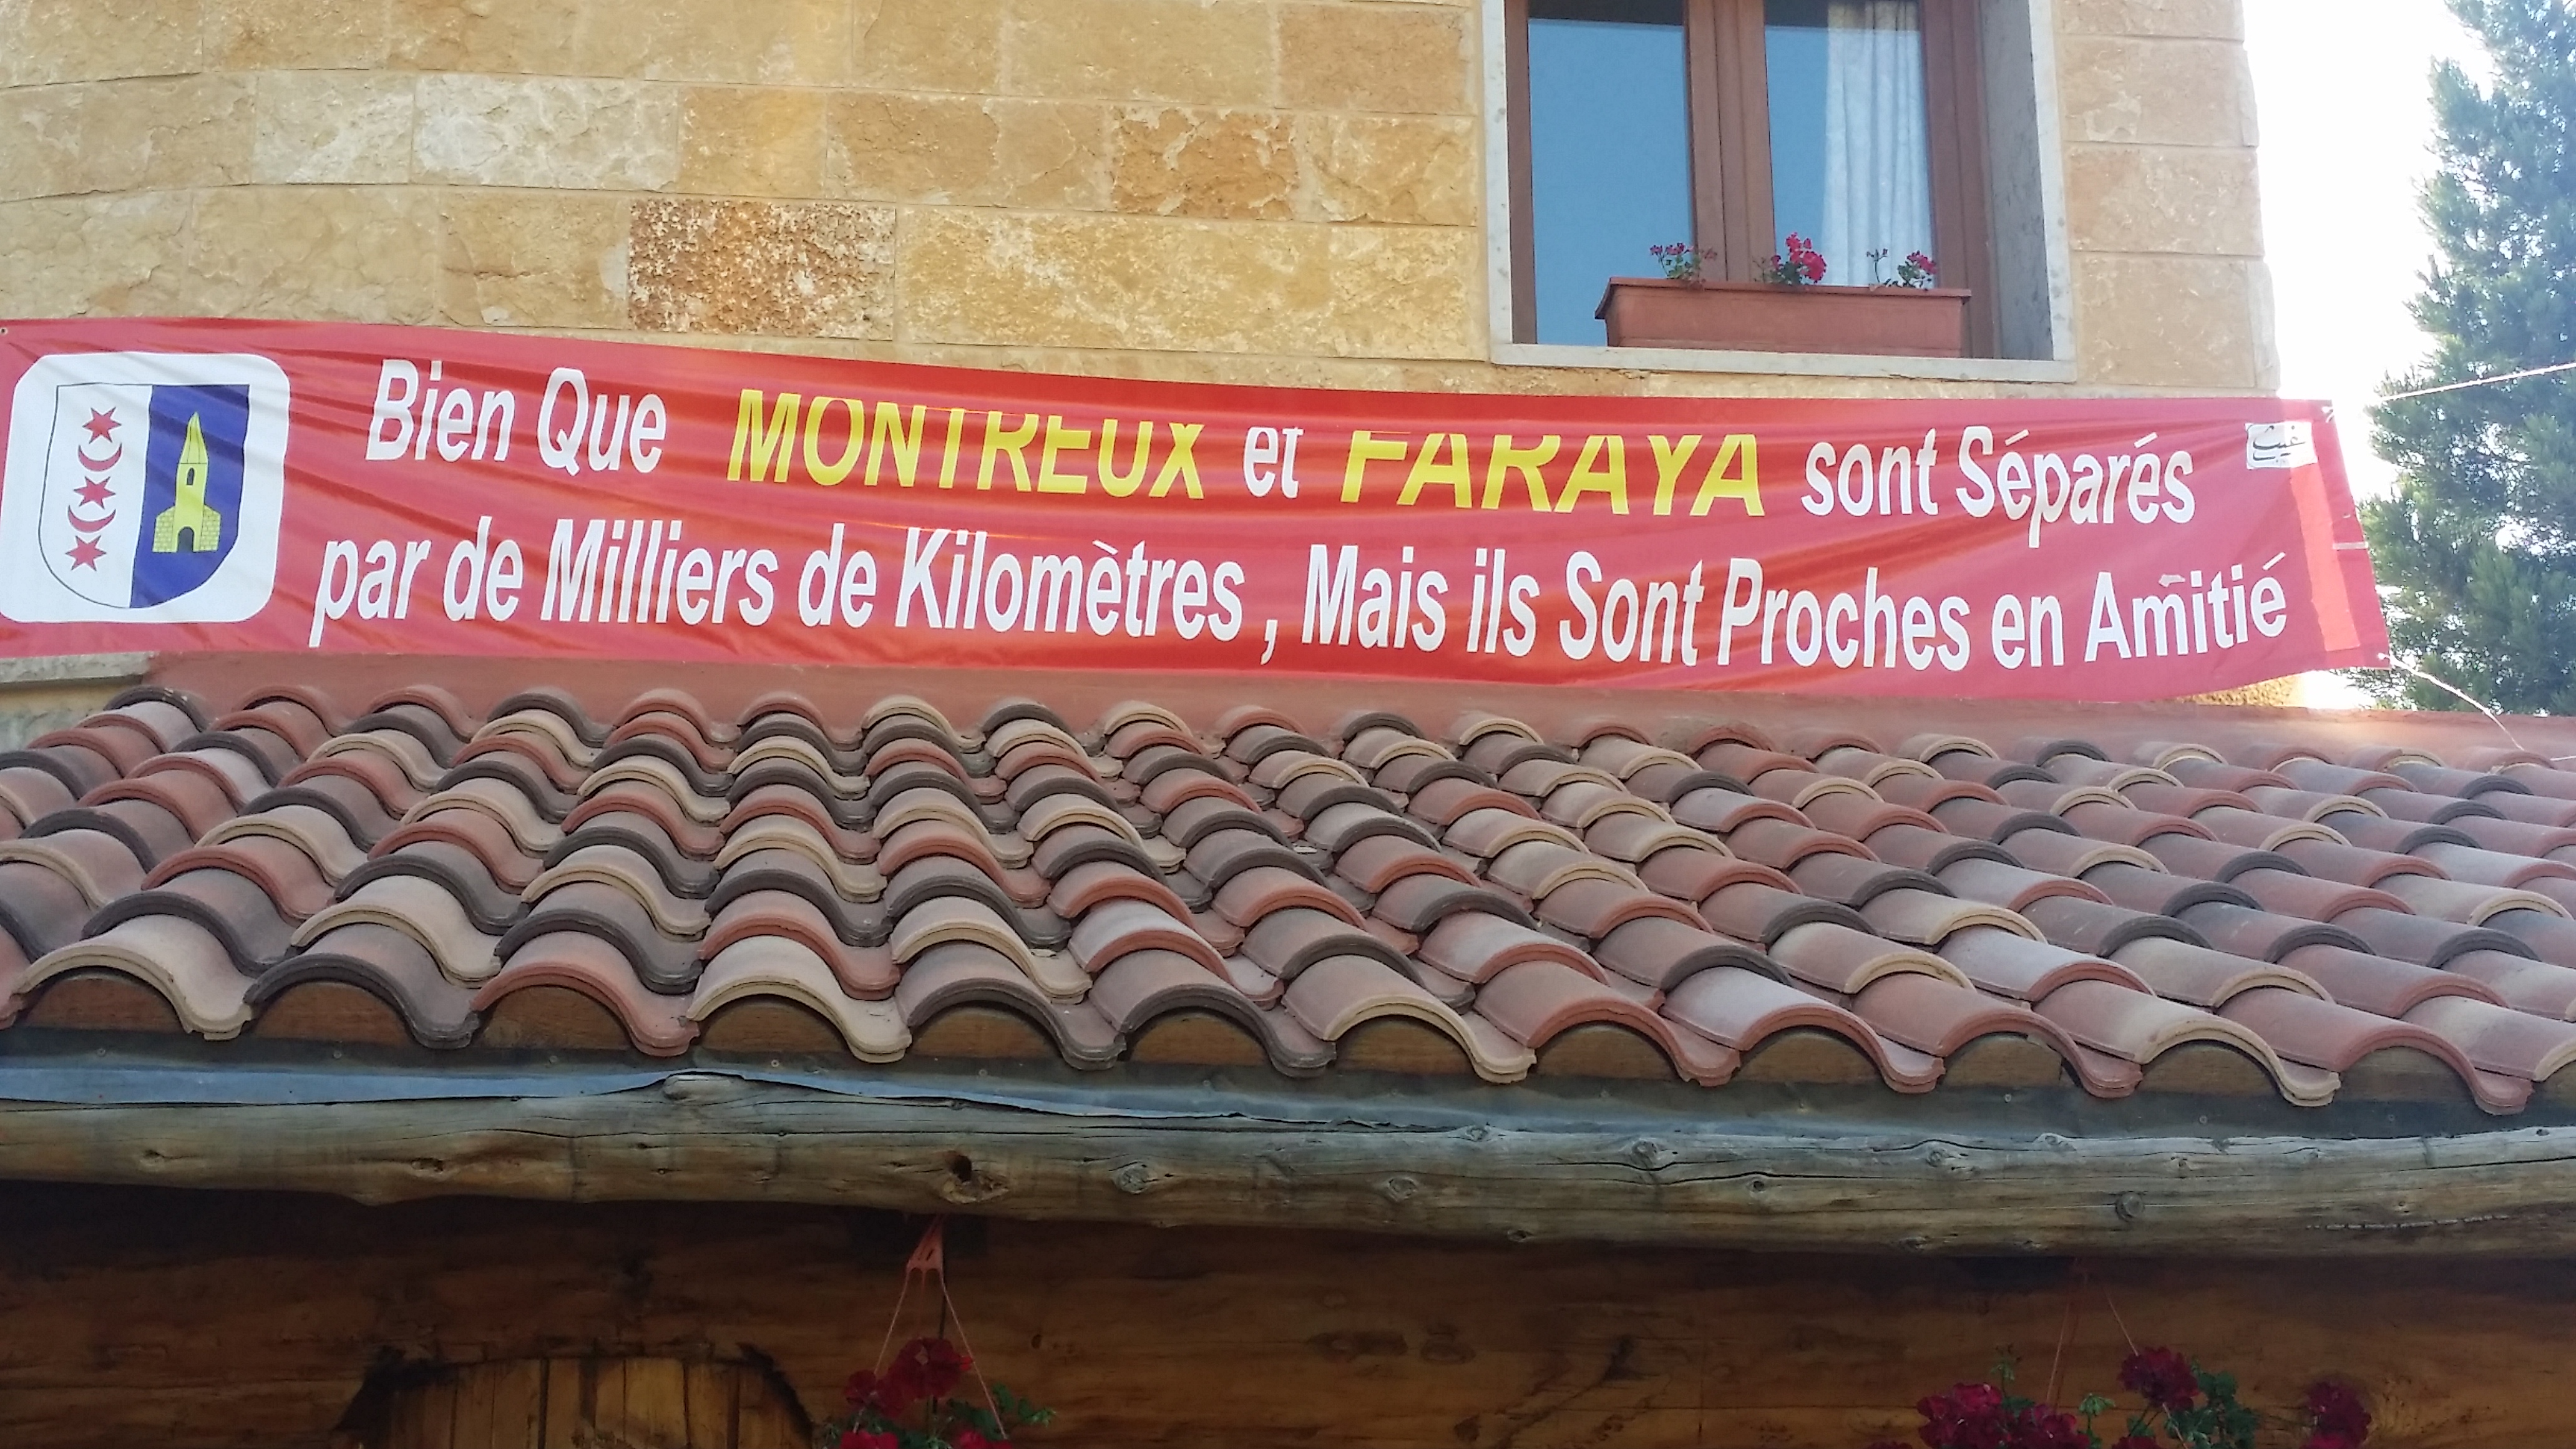 Bien Que MONTREUX et FARAYA sont Séparés
par de Milliers de Kilomètres , Mais ils Sont Proches en Amitié